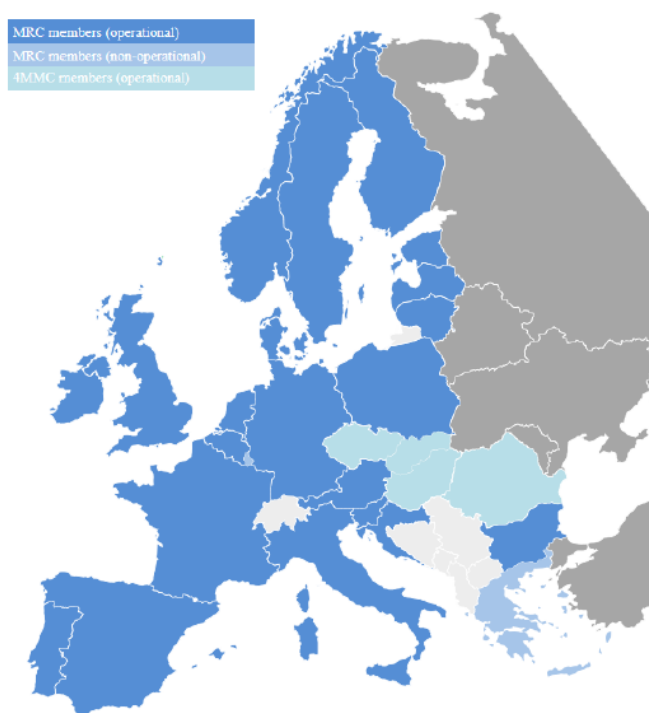 MRC members (operational)
MRC members (non-operational)
4MMC members (operational)